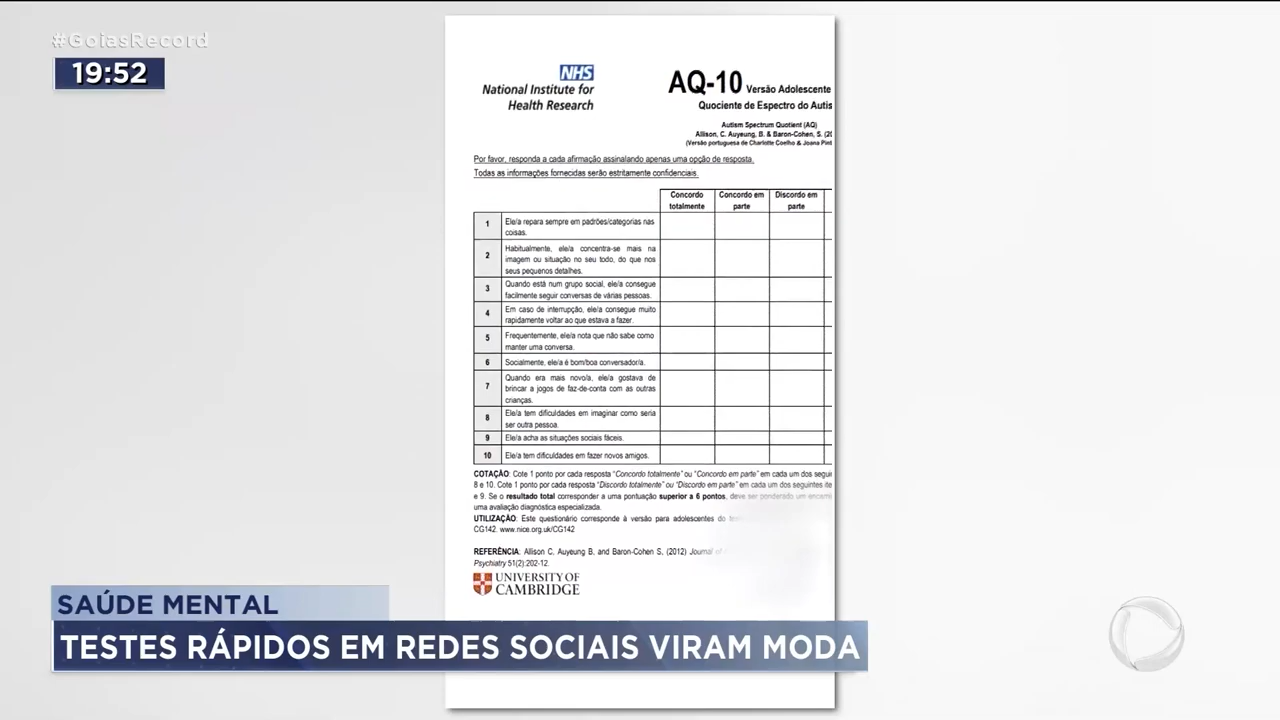 #GoiasRecord
19:52
NHS
National Institute for
Health Research
AQ-10 Versão Adolescente
Quociente de Espectro do Autis
Autism Spectrum Quotient (AQ)
Allison, C. Auyeung, B. & Baron-Cohen, S. (20
(Versão portuguesa de Charlotte Coelho & Joana Pint
Por favor, responda a cada afirmação assinalando apenas uma opção de resposta.
Todas as informações fornecidas serão estritamente confidenciais.
Concordo totalmente
Concordo em parte
Discordo em parte
1 Ele/a repara sempre em padrões/categorias nas
coisas.
2 Habitualmente, ele/a concentra-se mais na
imagem ou situação no seu todo, do que nos
seus pequenos detalhes.
3 Quando está num grupo social, ele/a consegue
facilmente seguir conversas de várias pessoas.
4 Em caso de interrupção, ele/a consegue muito
rapidamente voltar ao que estava a fazer.
5 Frequentemente, ele/a nota que não sabe como
manter uma conversa.
6 Socialmente, ele/a é bom/boa conversador/a.
7 Quando era mais novo/a, ele/a gostava de
brincar a jogos de faz-de-conta com as outras
crianças.
8 Ele/a tem dificuldades em imaginar como seria
ser outra pessoa.
9 Ele/a acha as situações sociais fáceis.
10 Ele/a tem dificuldades em fazer novos amigos.
COTAÇÃO: Cote 1 ponto por cada resposta “Concordo totalmente” ou “Concordo em parte” em cada um dos segui
8 e 10. Cote 1 ponto por cada resposta “Discordo totalmente” ou “Discordo em parte” em cada um dos seguintes ite
e 9. Se o resultado total corresponder a uma pontuação superior a 6 pontos, deve ser ponderado um encami
uma avaliação diagnóstica especializada.
UTILIZAÇÃO: Este questionário corresponde à versão para adolescentes do
CG142. www.nice.org.uk/CG142
REFERÊNCIA: Allison C, Auyeung B, and Baron-Cohen S, (2012) Journal of
Psychiatry 51(2):202-12.
UNIVERSITY OF
CAMBRIDGE
SAÚDE MENTAL
TESTES RÁPIDOS EM REDES SOCIAIS VIRAM MODA